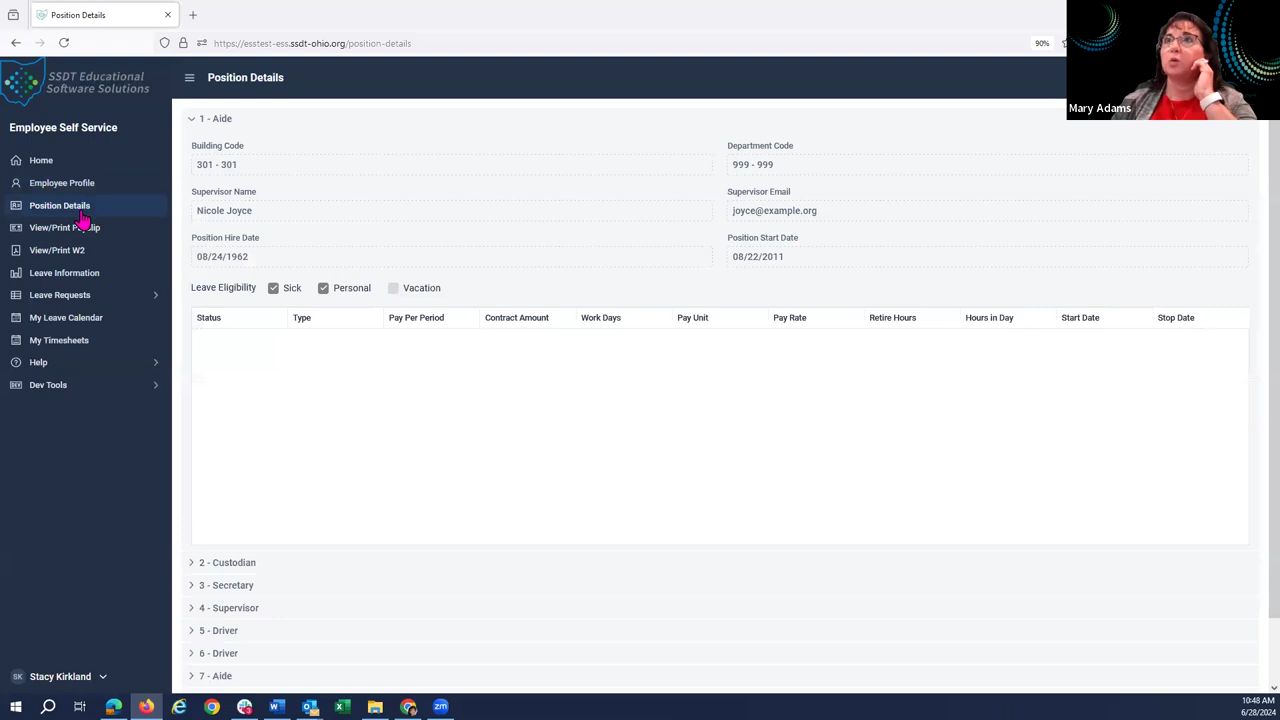 Position Details
https://esstest-ess.ssdt-ohio.org/position-details
90%
Mary Adams
SSDT Educational
Software Solutions
Position Details
Employee Self Service
Home
Employee Profile
Position Details
View/Print W2
Leave Information
Leave Requests
My Leave Calendar
My Timesheets
Help
Dev Tools
SK Stacy Kirkland
1 - Aide
Building Code
Department Code
301 - 301
999 - 999
Supervisor Name
Supervisor Email
Nicole Joyce
joyce@example.org
Position Hire Date
Position Start Date
08/24/1962
08/22/2011
Leave Eligibility Sick Personal Vacation
Status Type Pay Per Period Contract Amount Work Days Pay Unit Pay Rate Retire Hours Hours in Day Start Date Stop Date
2 - Custodian
3 - Secretary
4 - Supervisor
5 - Driver
6 - Driver
7 - Aide
10:48 AM
6/28/2024